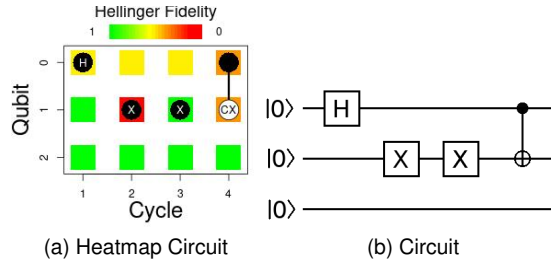 Hellinger Fidelity
1 0
Qubit
0 H
1 X X CX
2
1 2 3 4
Cycle
(a) Heatmap Circuit
|0⟩ H
|0⟩ X X
|0⟩
(b) Circuit